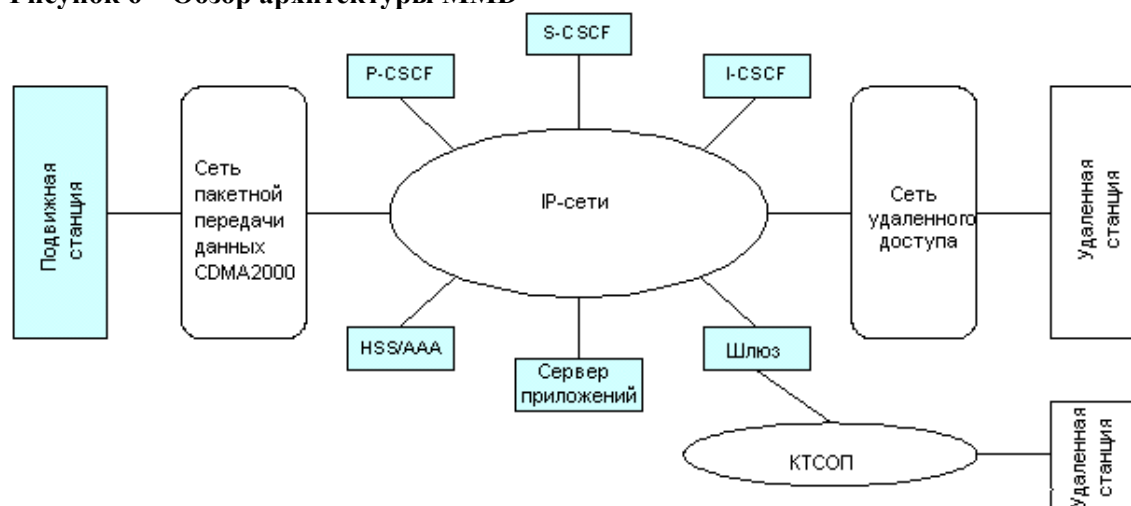 Рисунок 6 – Обзор архитектуры MMD
S-CSCF
P-CSCF
I-CSCF
Подвижная
станция
Сеть
пакетной
передачи
данных
CDMA2000
IP-сети
Сеть
удаленного
доступа
Удаленная
станция
HSS/AAA
Сервер
приложений
Шлюз
КТСОП
Удаленная
станция